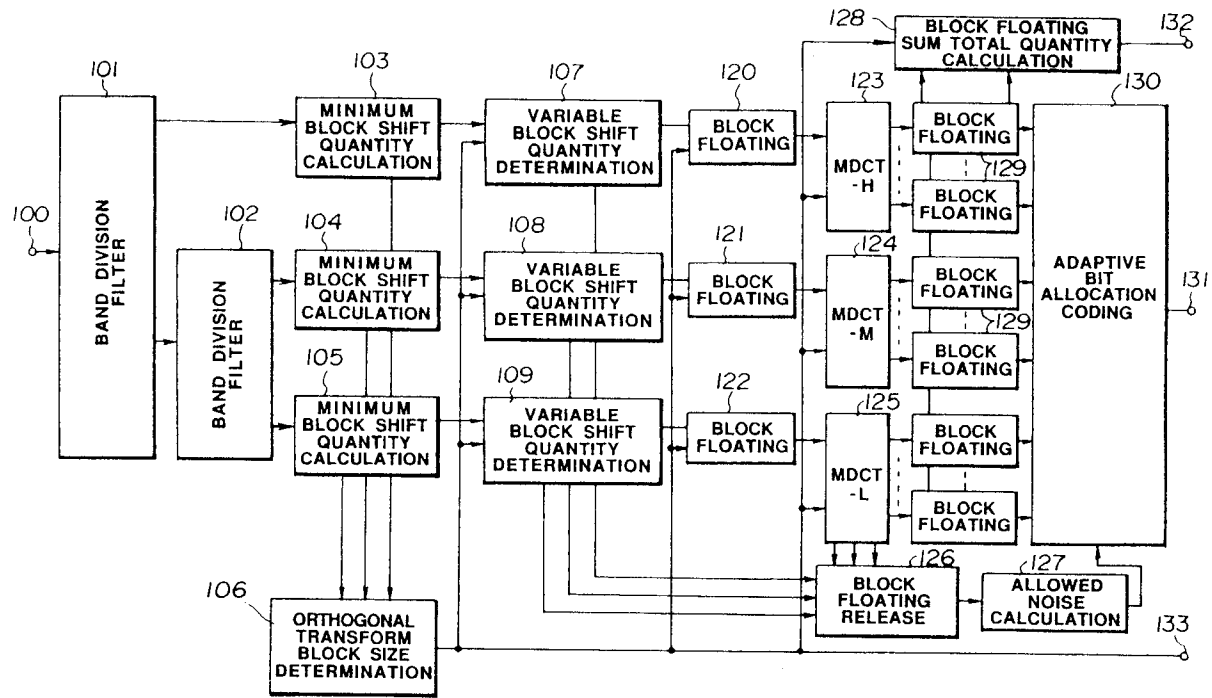 128
BLOCK FLOATING
SUM TOTAL QUANTITY
CALCULATION
132
101
103
107
120
123
130
MINIMUM
BLOCK SHIFT
QUANTITY
CALCULATION
VARIABLE
BLOCK SHIFT
QUANTITY
DETERMINATION
BLOCK
FLOATING
MDCT
-H
BLOCK
FLOATING
129
BLOCK
FLOATING
100
BAND DIVISION
FILTER
102
BAND DIVISION
FILTER
104
MINIMUM
BLOCK SHIFT
QUANTITY
CALCULATION
108
VARIABLE
BLOCK SHIFT
QUANTITY
DETERMINATION
121
BLOCK
FLOATING
124
MDCT
-M
BLOCK
FLOATING
129
BLOCK
FLOATING
ADAPTIVE
BIT
ALLOCATION
CODING
131
105
MINIMUM
BLOCK SHIFT
QUANTITY
CALCULATION
109
VARIABLE
BLOCK SHIFT
QUANTITY
DETERMINATION
122
BLOCK
FLOATING
125
MDCT
-L
BLOCK
FLOATING
BLOCK
FLOATING
126
BLOCK
FLOATING
RELEASE
127
ALLOWED
NOISE
CALCULATION
106
ORTHOGONAL
TRANSFORM
BLOCK SIZE
DETERMINATION
133